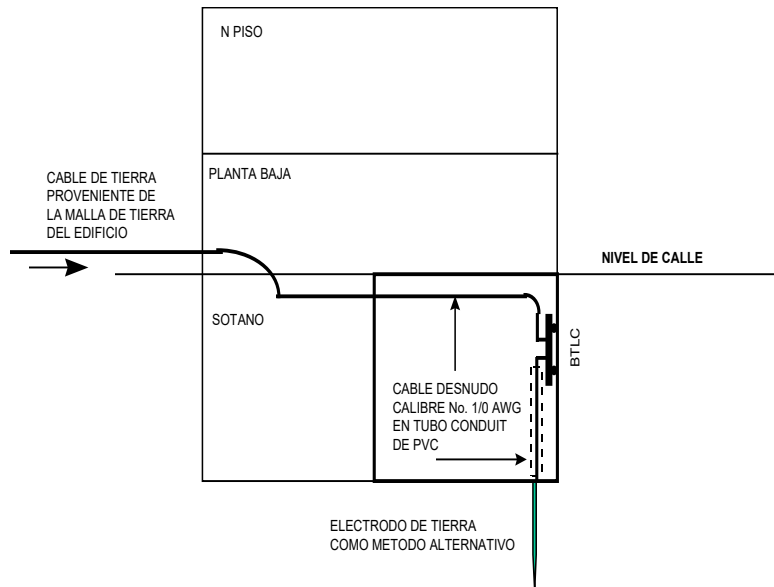 N PISO
PLANTA BAJA
CABLE DE TIERRA
PROVENIENTE DE
LA MALLA DE TIERRA
DEL EDIFICIO
NIVEL DE CALLE
SOTANO
BTLC
CABLE DESNUDO
CALIBRE No. 1/0 AWG
EN TUBO CONDUIT
DE PVC
ELECTRODO DE TIERRA
COMO METODO ALTERNATIVO